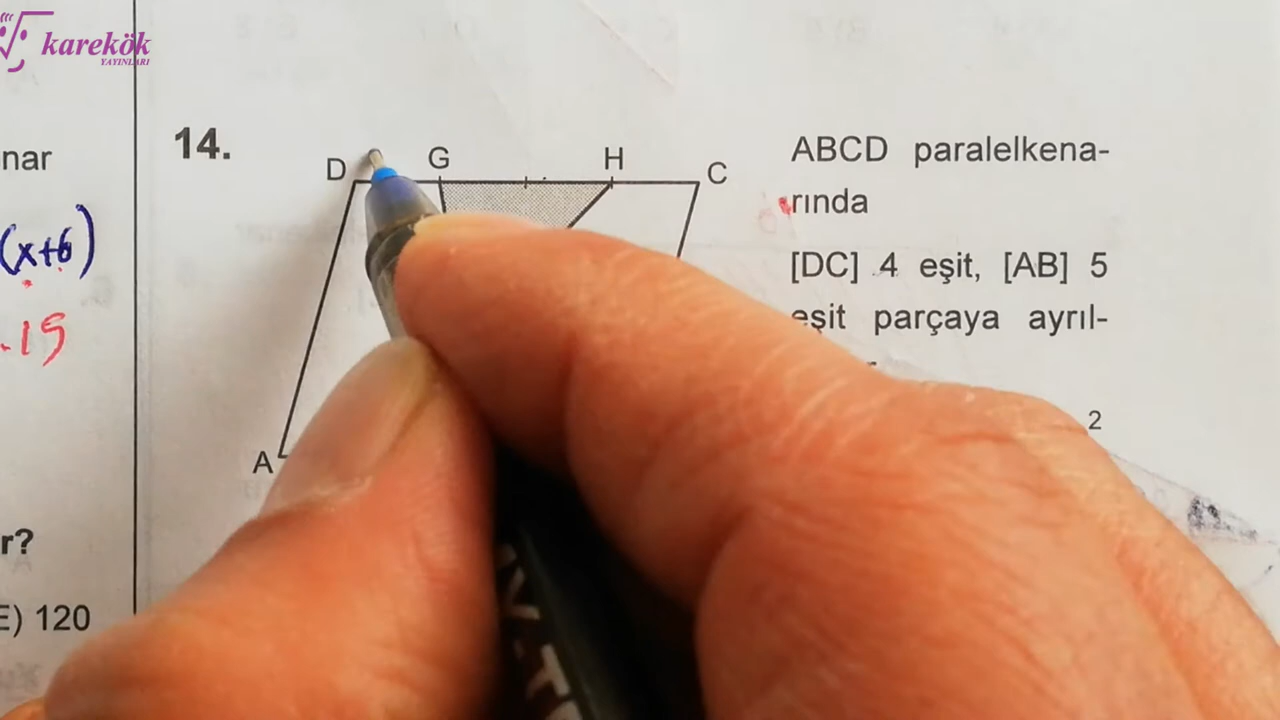 karekök
YAYINLARI
nar
(x+6)
.15
r?
E) 120
14.
D
G
H
C
A
ABCD paralelkena-
rında
[DC] 4 eşit, [AB] 5
eşit parçaya ayrıl-
2